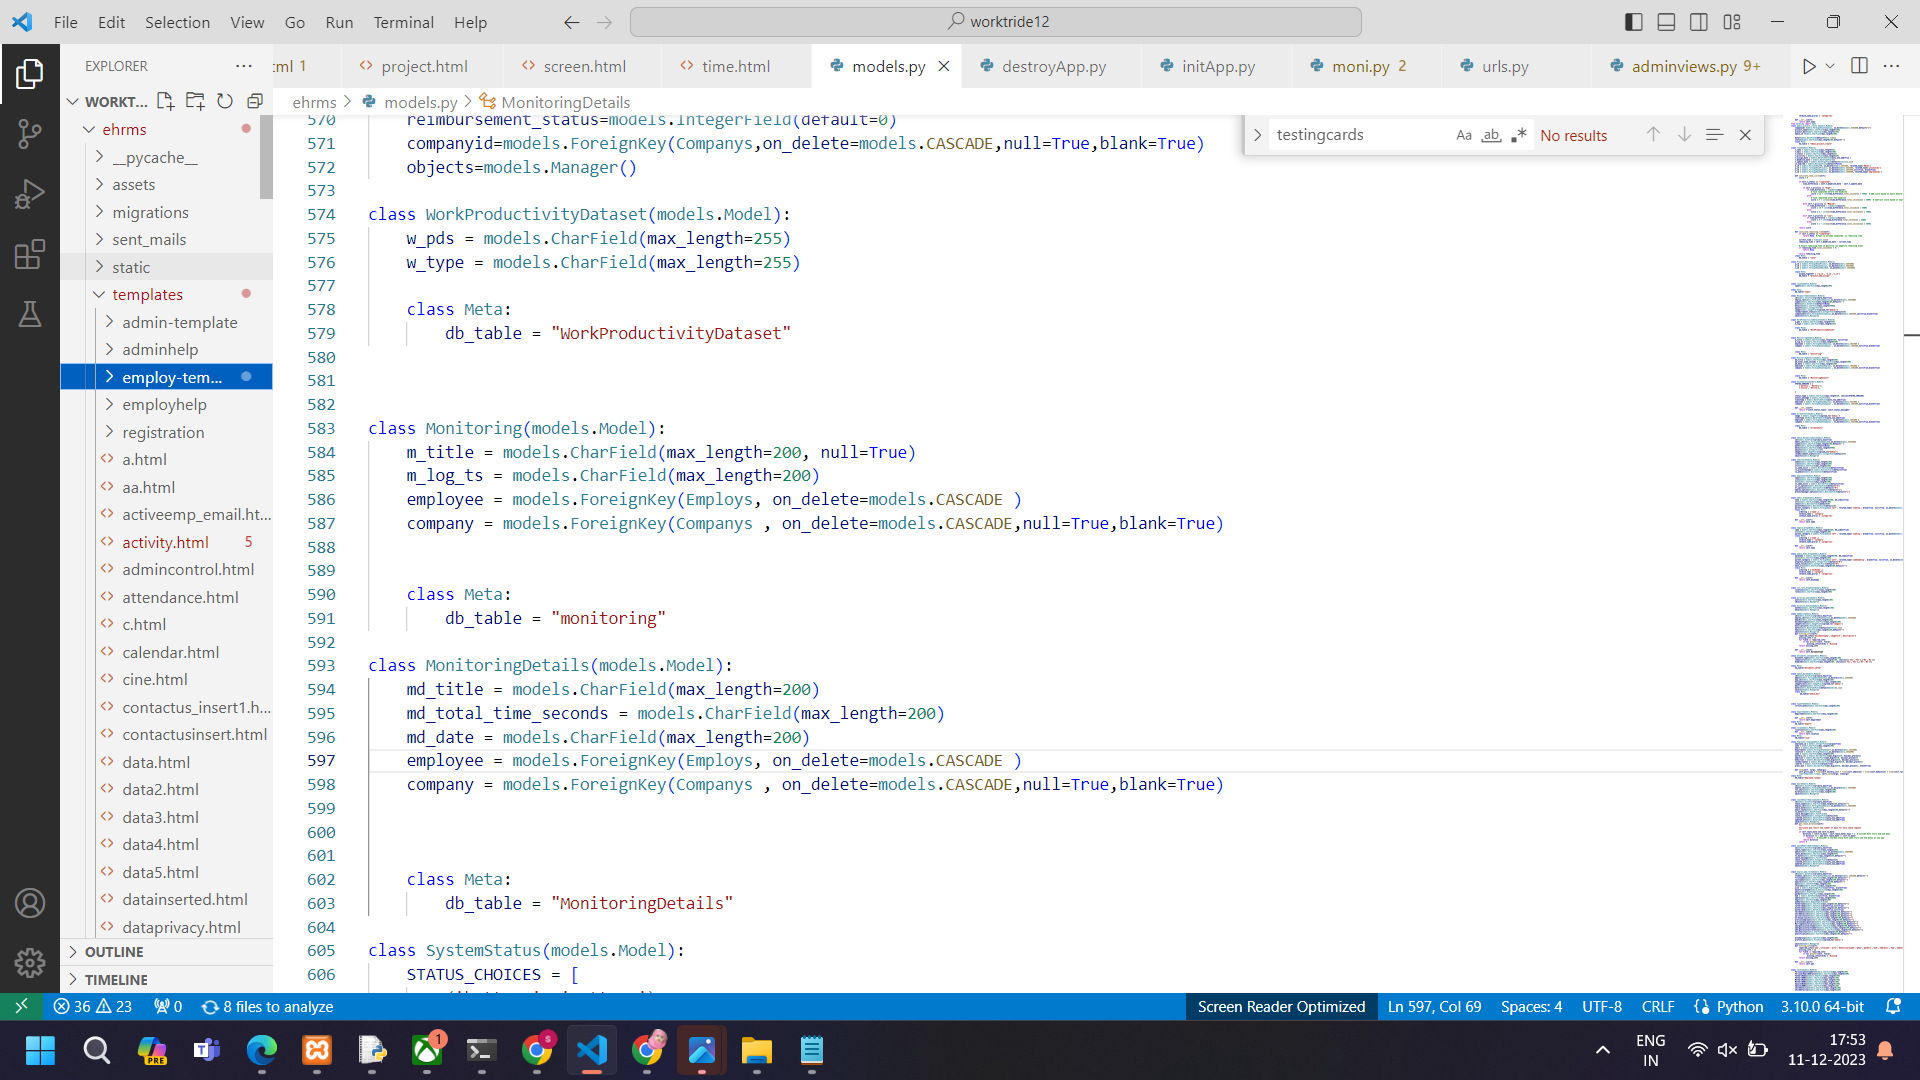 File Edit Selection View Go Run Terminal Help
worktride12
EXPLORER
tml 1
project.html
screen.html
time.html
models.py
destroyApp.py
initApp.py
moni.py 2
urls.py
adminviews.py 9+
WORKT...
ehrms > models.py > MonitoringDetails
testingcards
Aa ab .*
No results
ehrms
__pycache__
assets
migrations
sent_mails
static
templates
admin-template
adminhelp
employ-tem...
employhelp
registration
a.html
aa.html
activeemp_email.ht...
activity.html 5
admincontrol.html
attendance.html
c.html
calendar.html
cine.html
contactus_insert1.h...
contactusinsert.html
data.html
data2.html
data3.html
data4.html
data5.html
datainserted.html
dataprivacy.html
OUTLINE
TIMELINE
570 reimbursement_status=models.IntegerField(default=0)
571 companyid=models.ForeignKey(Companys,on_delete=models.CASCADE,null=True,blank=True)
572 objects=models.Manager()
573
574 class WorkProductivityDataset(models.Model):
575 w_pds = models.CharField(max_length=255)
576 w_type = models.CharField(max_length=255)
577
578 class Meta:
579 db_table = "WorkProductivityDataset"
580
581
582
583 class Monitoring(models.Model):
584 m_title = models.CharField(max_length=200, null=True)
585 m_log_ts = models.CharField(max_length=200)
586 employee = models.ForeignKey(Employs, on_delete=models.CASCADE )
587 company = models.ForeignKey(Companys , on_delete=models.CASCADE,null=True,blank=True)
588
589
590 class Meta:
591 db_table = "monitoring"
592
593 class MonitoringDetails(models.Model):
594 md_title = models.CharField(max_length=200)
595 md_total_time_seconds = models.CharField(max_length=200)
596 md_date = models.CharField(max_length=200)
597 employee = models.ForeignKey(Employs, on_delete=models.CASCADE )
598 company = models.ForeignKey(Companys , on_delete=models.CASCADE,null=True,blank=True)
599
600
601
602 class Meta:
603 db_table = "MonitoringDetails"
604
605 class SystemStatus(models.Model):
606 STATUS_CHOICES = [
36 23 0 8 files to analyze
Screen Reader Optimized
Ln 597, Col 69
Spaces: 4
UTF-8
CRLF
Python
3.10.0 64-bit
PRE
1
ENG
IN
17:53
11-12-2023